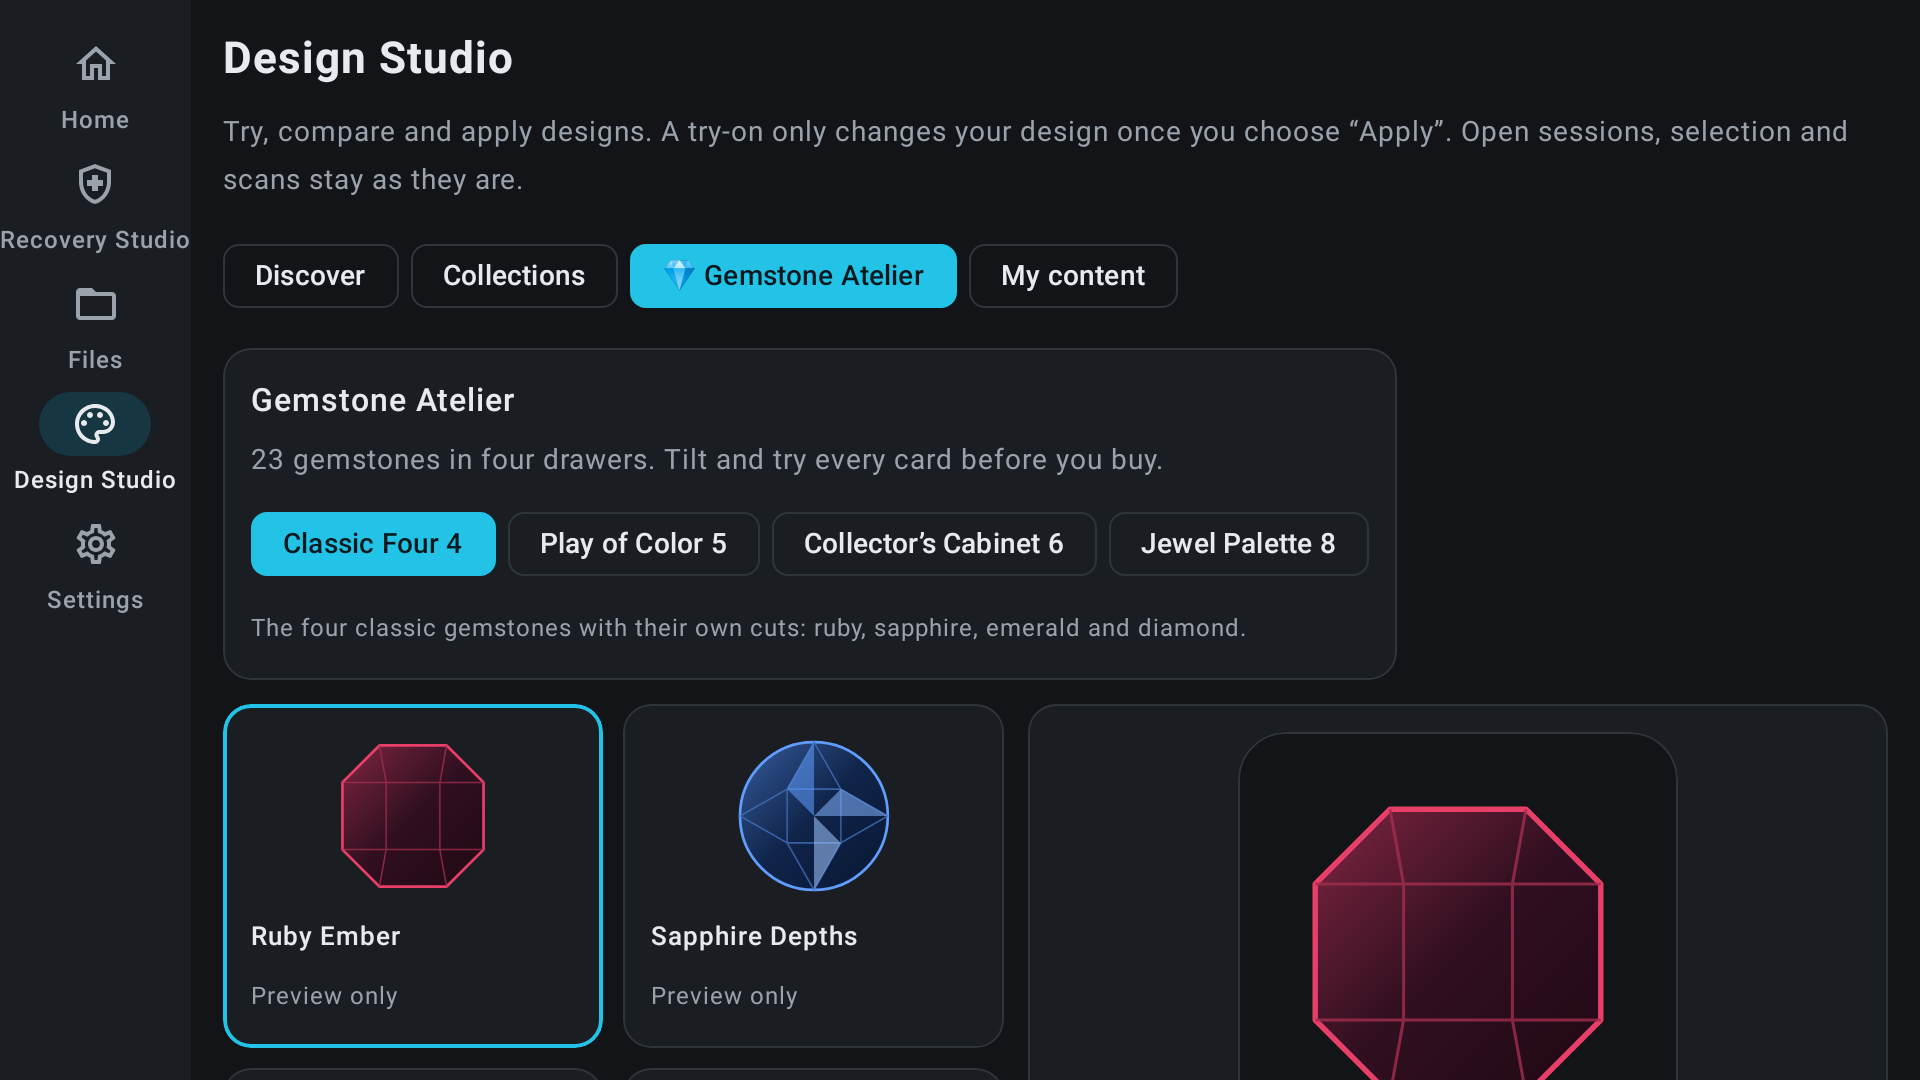 Home
Recovery Studio
Files
Design Studio
Settings
Design Studio
Try, compare and apply designs. A try-on only changes your design once you choose “Apply”. Open sessions, selection and
scans stay as they are.
Discover
Collections
Gemstone Atelier
My content
Gemstone Atelier
23 gemstones in four drawers. Tilt and try every card before you buy.
Classic Four 4
Play of Color 5
Collector’s Cabinet 6
Jewel Palette 8
The four classic gemstones with their own cuts: ruby, sapphire, emerald and diamond.
Ruby Ember
Preview only
Sapphire Depths
Preview only